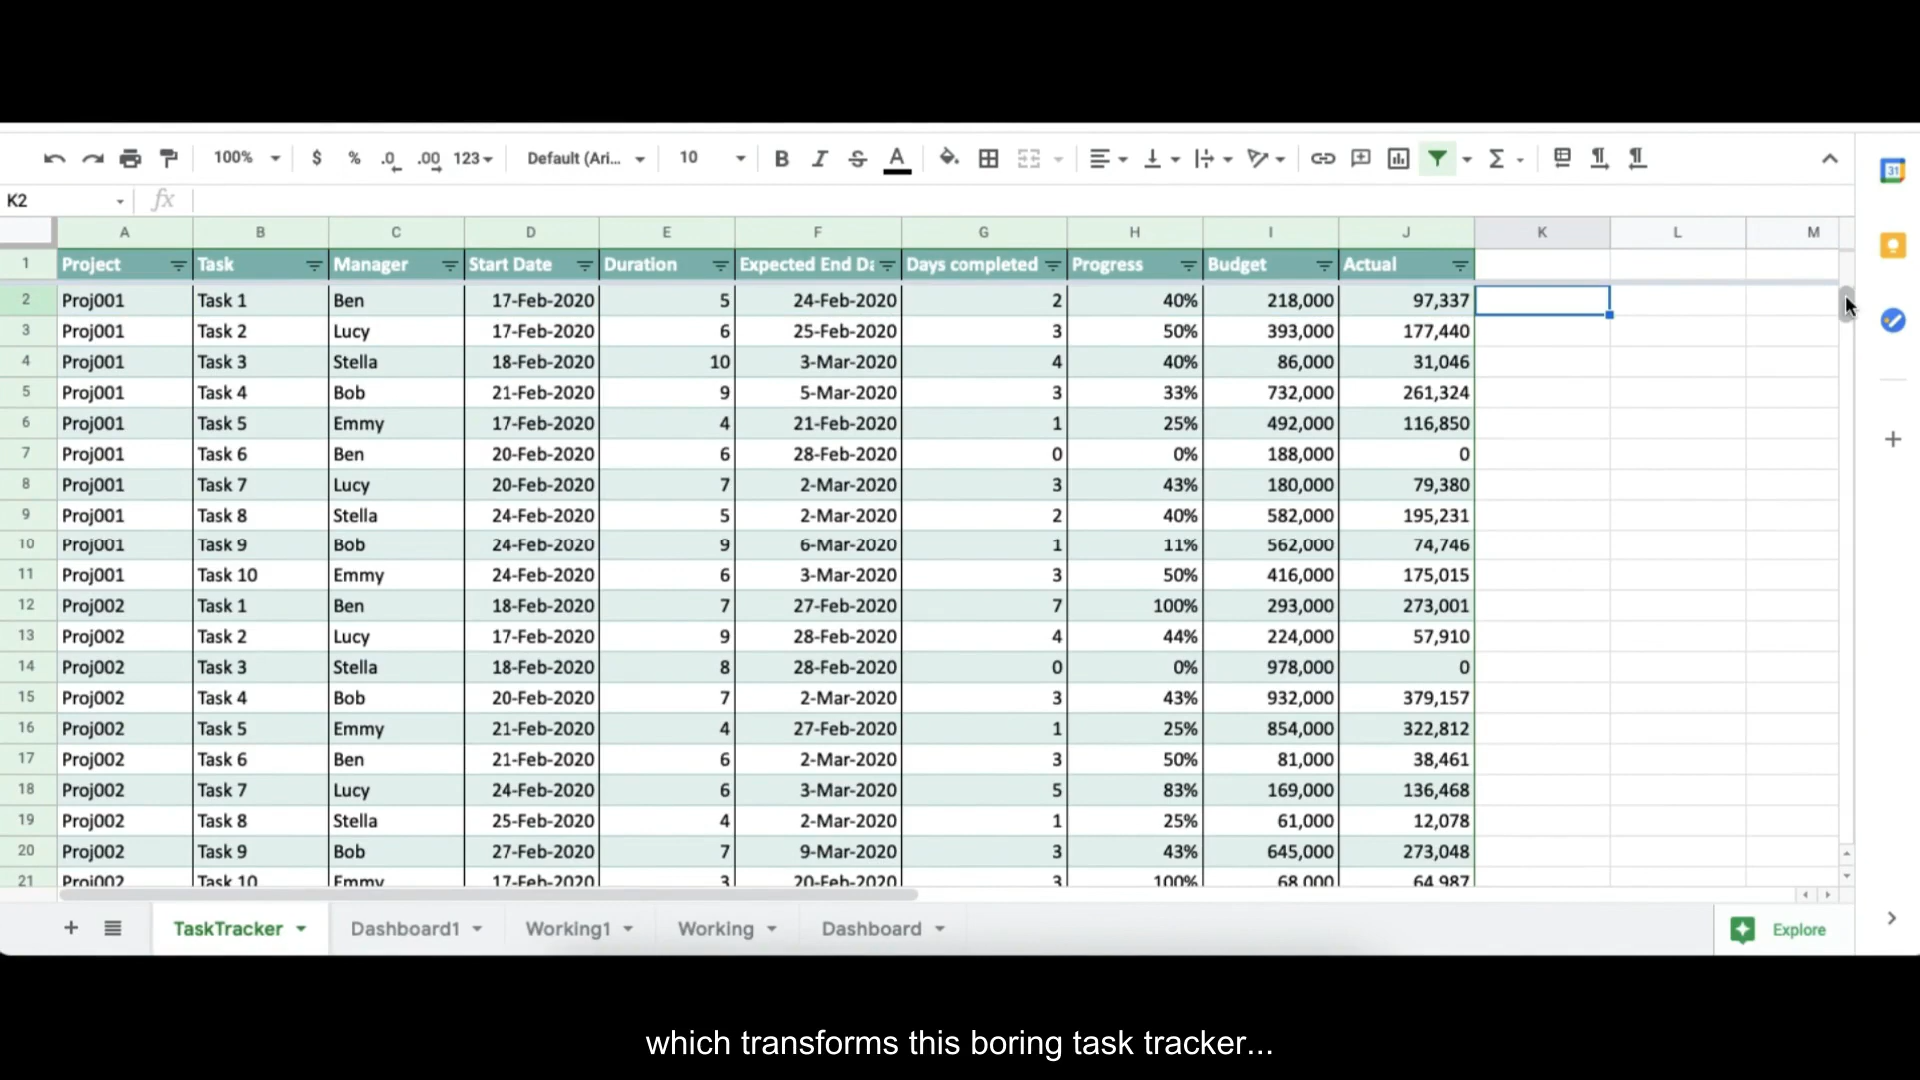 100% $ % .0 .00 123 Default (Ari... 10 B I S A Σ 31
K2 fx
A B C D E F G H I J K L M
1 Project Task Manager Start Date Duration Expected End Da Days completed Progress Budget Actual
2 Proj001 Task 1 Ben 17-Feb-2020 5 24-Feb-2020 2 40% 218,000 97,337
3 Proj001 Task 2 Lucy 17-Feb-2020 6 25-Feb-2020 3 50% 393,000 177,440
4 Proj001 Task 3 Stella 18-Feb-2020 10 3-Mar-2020 4 40% 86,000 31,046
5 Proj001 Task 4 Bob 21-Feb-2020 9 5-Mar-2020 3 33% 732,000 261,324
6 Proj001 Task 5 Emmy 17-Feb-2020 4 21-Feb-2020 1 25% 492,000 116,850
7 Proj001 Task 6 Ben 20-Feb-2020 6 28-Feb-2020 0 0% 188,000 0
8 Proj001 Task 7 Lucy 20-Feb-2020 7 2-Mar-2020 3 43% 180,000 79,380
9 Proj001 Task 8 Stella 24-Feb-2020 5 2-Mar-2020 2 40% 582,000 195,231
10 Proj001 Task 9 Bob 24-Feb-2020 9 6-Mar-2020 1 11% 562,000 74,746
11 Proj001 Task 10 Emmy 24-Feb-2020 6 3-Mar-2020 3 50% 416,000 175,015
12 Proj002 Task 1 Ben 18-Feb-2020 7 27-Feb-2020 7 100% 293,000 273,001
13 Proj002 Task 2 Lucy 17-Feb-2020 9 28-Feb-2020 4 44% 224,000 57,910
14 Proj002 Task 3 Stella 18-Feb-2020 8 28-Feb-2020 0 0% 978,000 0
15 Proj002 Task 4 Bob 20-Feb-2020 7 2-Mar-2020 3 43% 932,000 379,157
16 Proj002 Task 5 Emmy 21-Feb-2020 4 27-Feb-2020 1 25% 854,000 322,812
17 Proj002 Task 6 Ben 21-Feb-2020 6 2-Mar-2020 3 50% 81,000 38,461
18 Proj002 Task 7 Lucy 24-Feb-2020 6 3-Mar-2020 5 83% 169,000 136,468
19 Proj002 Task 8 Stella 25-Feb-2020 4 2-Mar-2020 1 25% 61,000 12,078
20 Proj002 Task 9 Bob 27-Feb-2020 7 9-Mar-2020 3 43% 645,000 273,048
21 Proj002 Task 10 Emmy 17-Feb-2020 3 20-Feb-2020 3 100% 68,000 64,987
TaskTracker Dashboard1 Working1 Working Dashboard Explore
which transforms this boring task tracker...